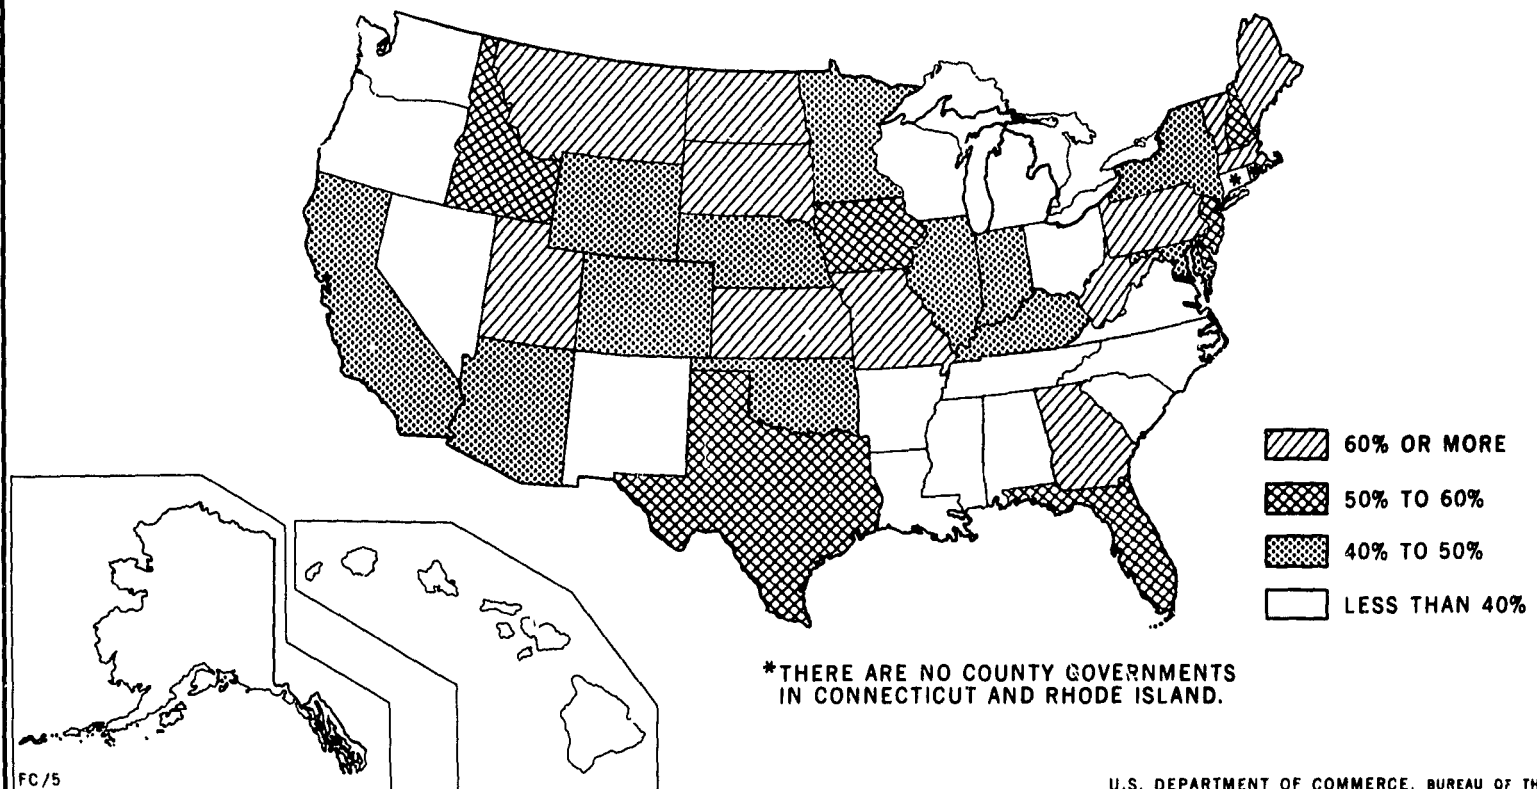 60% OR MORE
50% TO 60%
40% TO 50%
LESS THAN 40%
* *
*THERE ARE NO COUNTY GOVERNMENTS
IN CONNECTICUT AND RHODE ISLAND.
FC/5
U.S. DEPARTMENT OF COMMERCE, BUREAU OF TH